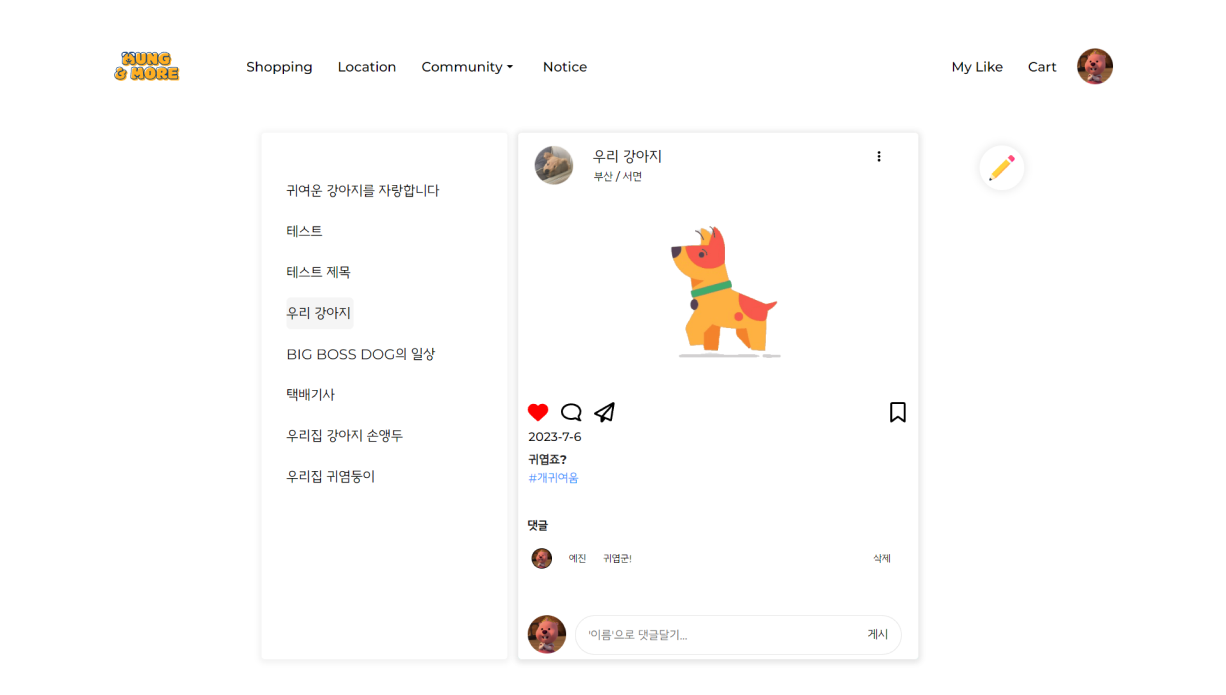 MUNG
& MORE
Shopping Location Community Notice My Like Cart
귀여운 강아지를 자랑합니다
테스트
테스트 제목
우리 강아지
BIG BOSS DOG의 일상
택배기사
우리집 강아지 손앵두
우리집 귀염둥이
우리 강아지
부산 / 서면
2023-7-6
귀엽죠?
#개귀여움
댓글
예진 귀엽군! 삭제
'이름'으로 댓글달기... 게시